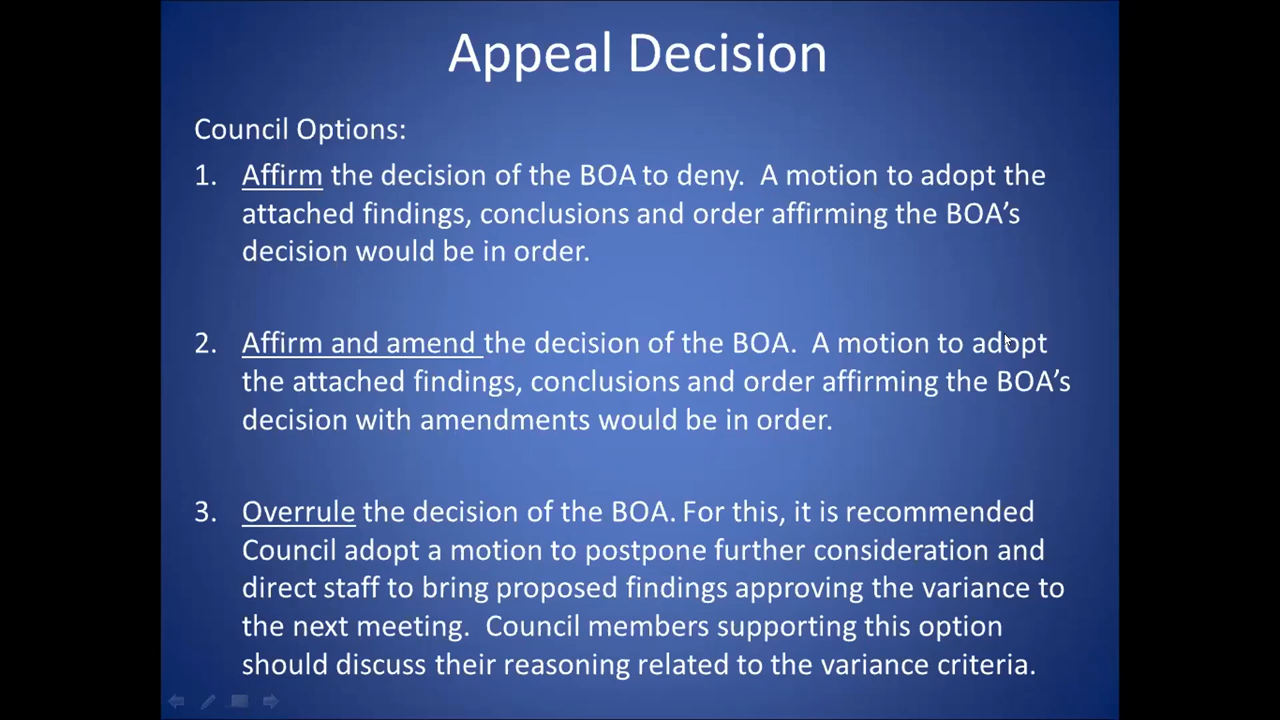 Appeal Decision
Council Options:
1. Affirm the decision of the BOA to deny.  A motion to adopt the
attached findings, conclusions and order affirming the BOA’s
decision would be in order.
2. Affirm and amend the decision of the BOA.  A motion to adopt
the attached findings, conclusions and order affirming the BOA’s
decision with amendments would be in order.
3. Overrule the decision of the BOA. For this, it is recommended
Council adopt a motion to postpone further consideration and
direct staff to bring proposed findings approving the variance to
the next meeting.  Council members supporting this option
should discuss their reasoning related to the variance criteria.